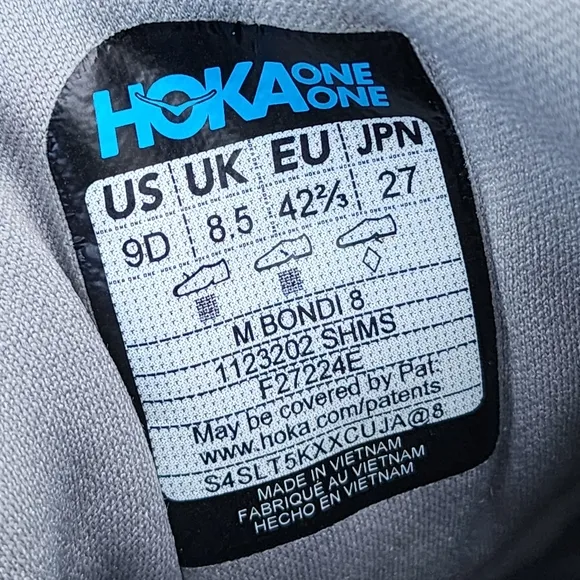 HOKA ONE ONE
US UK EU JPN
9D 8.5 42⅔ 27
M BONDI 8
1123202 SHMS
F27224E
May be covered by Pat:
www.hoka.com/patents
S4SLT5KXXCUJA@8
MADE IN VIETNAM
FABRIQUÉ AU VIETNAM
HECHO EN VIETNAM